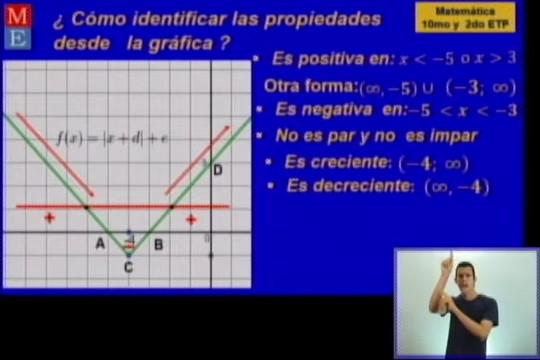 M
E
¿ Cómo identificar las propiedades
desde la gráfica ?
Matemática
10mo y 2do ETP
Es positiva en: x < -5 o x > 3
Otra forma:(∞, -5) ∪ (-3; ∞)
Es negativa en:-5 < x < -3
No es par y no es impar
Es creciente: (-4; ∞)
Es decreciente: (∞, -4)
f(x) = |x + d| + e
D
+
+
A
B
0
C